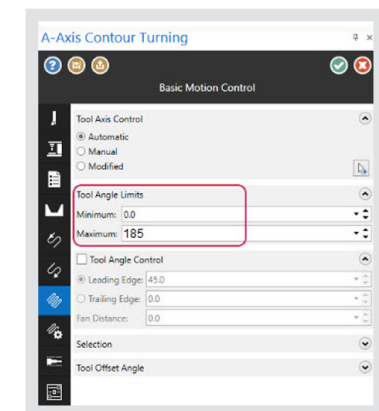 A-Axis Contour Turning
Basic Motion Control
Tool Axis Control
Automatic
Manual
Modified
Tool Angle Limits
Minimum: 0.0
Maximum: 185
Tool Angle Control
Leading Edge: 45.0
Trailing Edge: 0.0
Fan Distance: 0.0
Selection
Tool Offset Angle